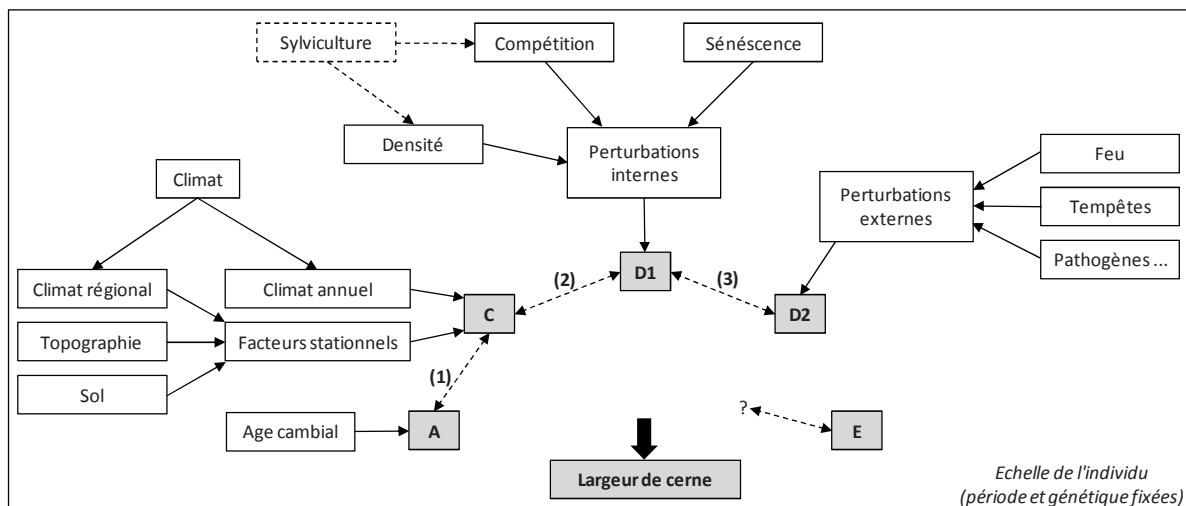 Sylviculture
Compétition
Sénéscence
Densité
Perturbations
internes
Feu
Climat
Perturbations
externes
Tempêtes
Pathogènes ...
D1
Climat régional
Climat annuel
(2)
(3)
C
D2
Topographie
Facteurs stationnels
Sol
(1)
Age cambial
A
?
E
Largeur de cerne
Echelle de l'individu
(période et génétique fixées)